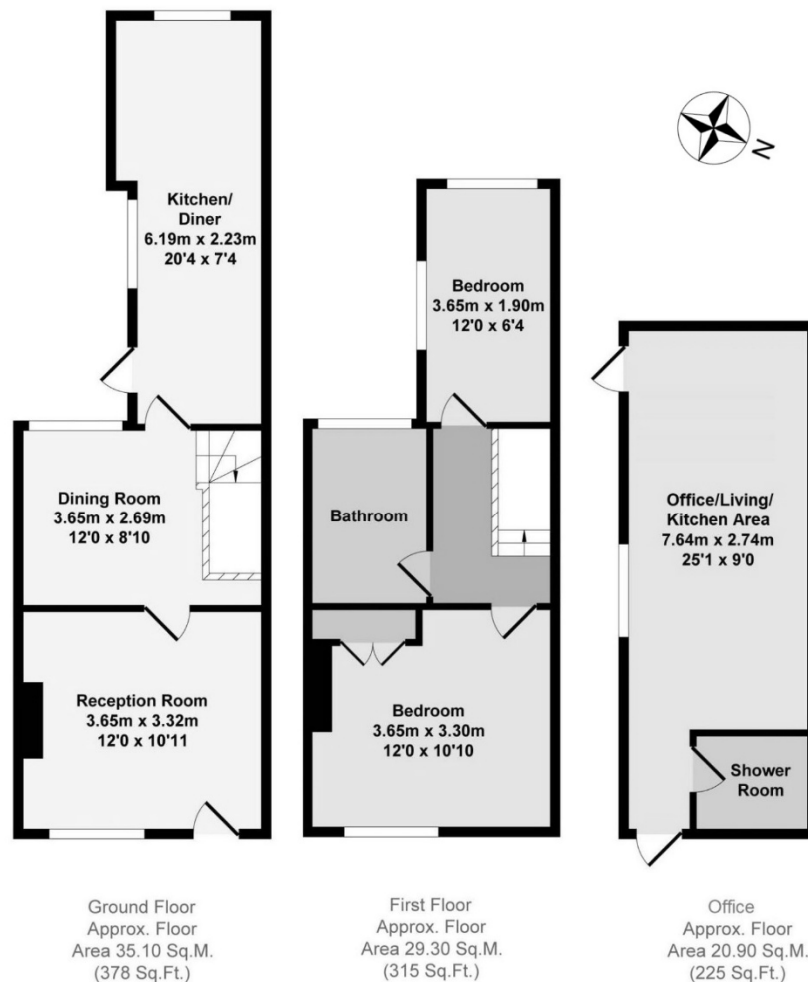 Kitchen/
Diner
6.19m x 2.23m
20'4 x 7'4
Dining Room
3.65m x 2.69m
12'0 x 8'10
Reception Room
3.65m x 3.32m
12'0 x 10'11
Ground Floor
Approx. Floor
Area 35.10 Sq.M.
(378 Sq.Ft.)
Bedroom
3.65m x 1.90m
12'0 x 6'4
Bathroom
Bedroom
3.65m x 3.30m
12'0 x 10'10
First Floor
Approx. Floor
Area 29.30 Sq.M.
(315 Sq.Ft.)
N
Office/Living/
Kitchen Area
7.64m x 2.74m
25'1 x 9'0
Shower
Room
Office
Approx. Floor
Area 20.90 Sq.M.
(225 Sq.Ft.)